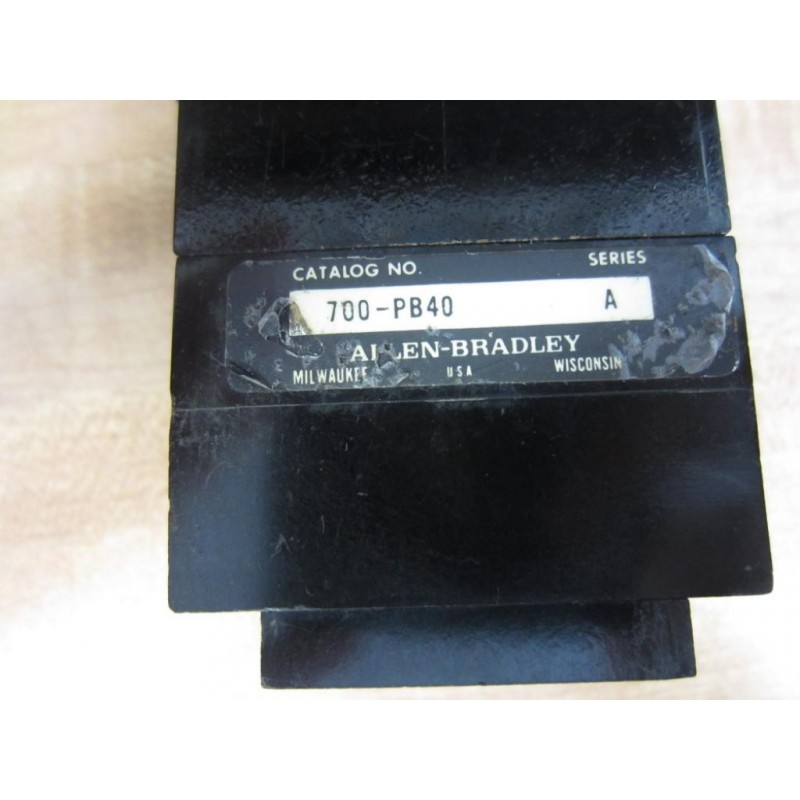 CATALOG NO. SERIES
700-PB40 A
ALLEN-BRADLEY
MILWAUKEE USA WISCONSIN